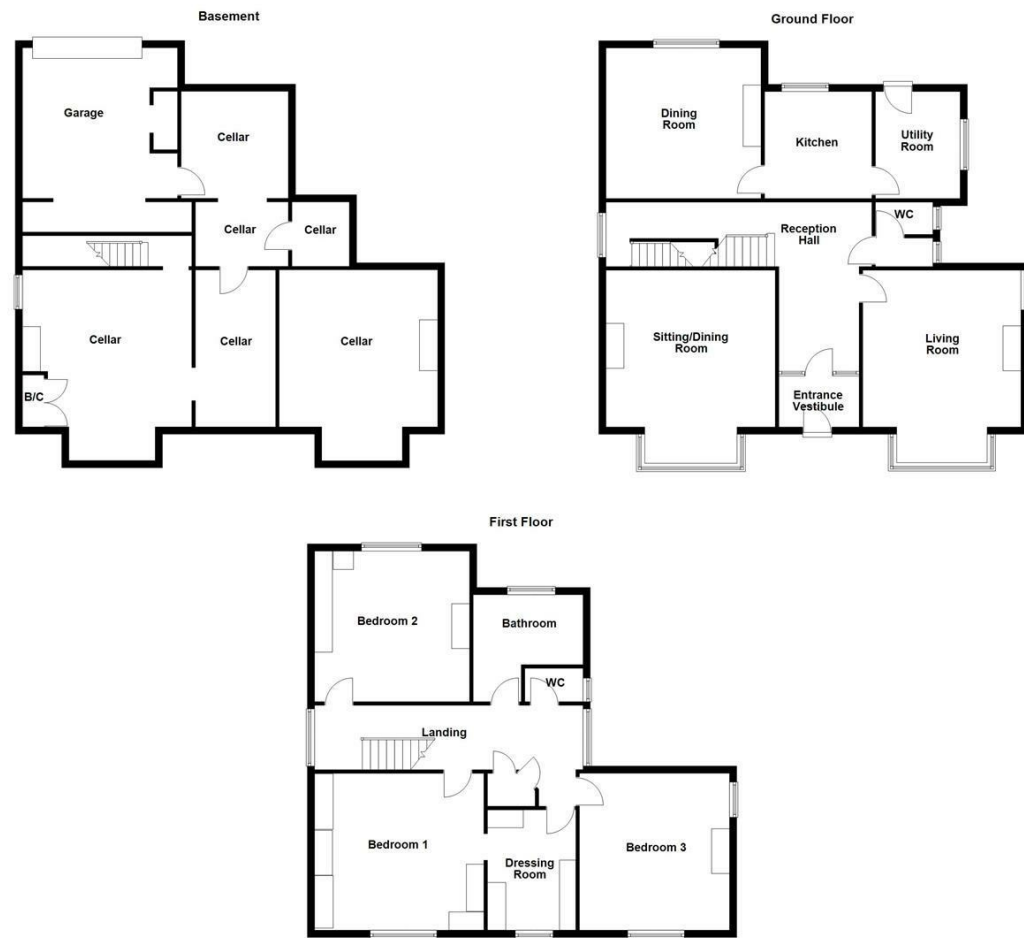 Basement
Garage
Cellar
Cellar
Cellar
Cellar
Cellar
Cellar
B/C
Ground Floor
Dining
Room
Kitchen
Utility
Room
WC
Reception
Hall
Sitting/Dining
Room
Living
Room
Entrance
Vestibule
First Floor
Bedroom 2
Bathroom
WC
Landing
Bedroom 1
Dressing
Room
Bedroom 3